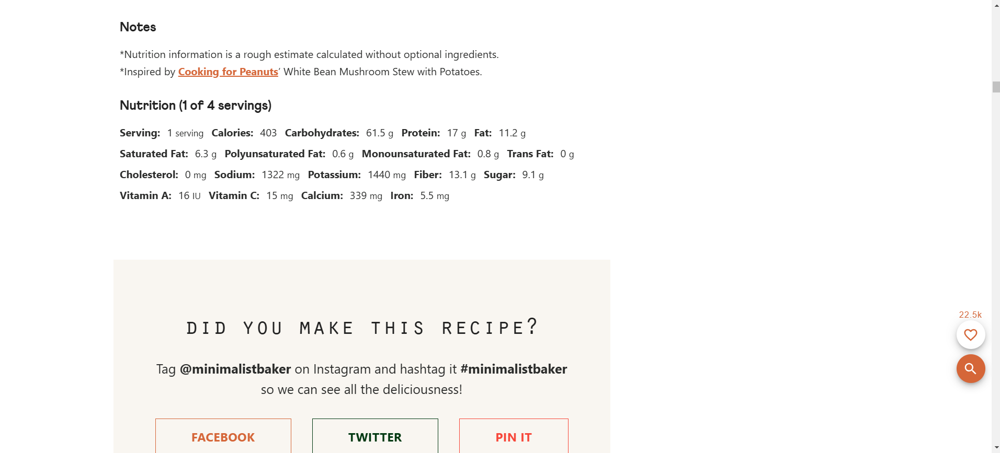 Notes
*Nutrition information is a rough estimate calculated without optional ingredients.
*Inspired by Cooking for Peanuts’ White Bean Mushroom Stew with Potatoes.
Nutrition (1 of 4 servings)
Serving: 1 serving Calories: 403 Carbohydrates: 61.5 g Protein: 17 g Fat: 11.2 g
Saturated Fat: 6.3 g Polyunsaturated Fat: 0.6 g Monounsaturated Fat: 0.8 g Trans Fat: 0 g
Cholesterol: 0 mg Sodium: 1322 mg Potassium: 1440 mg Fiber: 13.1 g Sugar: 9.1 g
Vitamin A: 16 IU Vitamin C: 15 mg Calcium: 339 mg Iron: 5.5 mg
DID YOU MAKE THIS RECIPE?
Tag @minimalistbaker on Instagram and hashtag it #minimalistbaker
so we can see all the deliciousness!
FACEBOOK TWITTER PIN IT
22.5k